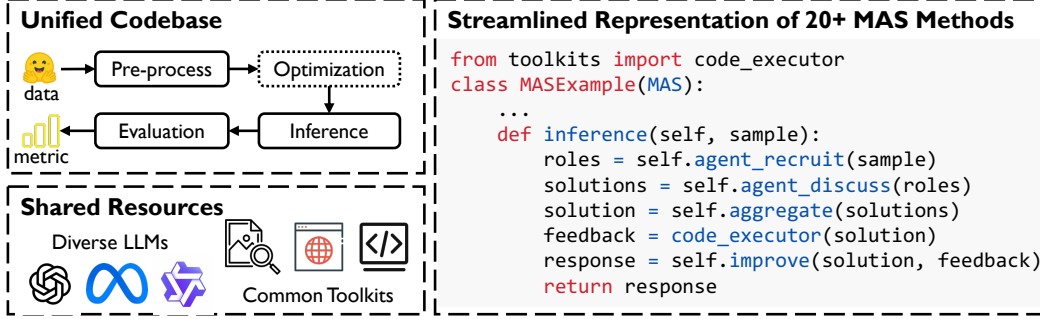 Unified Codebase
data
Pre-process
Optimization
metric
Evaluation
Inference
Shared Resources
Diverse LLMs
</>
Common Toolkits
Streamlined Representation of 20+ MAS Methods
from toolkits import code_executor
class MASExample(MAS):
    ...
    def inference(self, sample):
        roles = self.agent_recruit(sample)
        solutions = self.agent_discuss(roles)
        solution = self.aggregate(solutions)
        feedback = code_executor(solution)
        response = self.improve(solution, feedback)
        return response